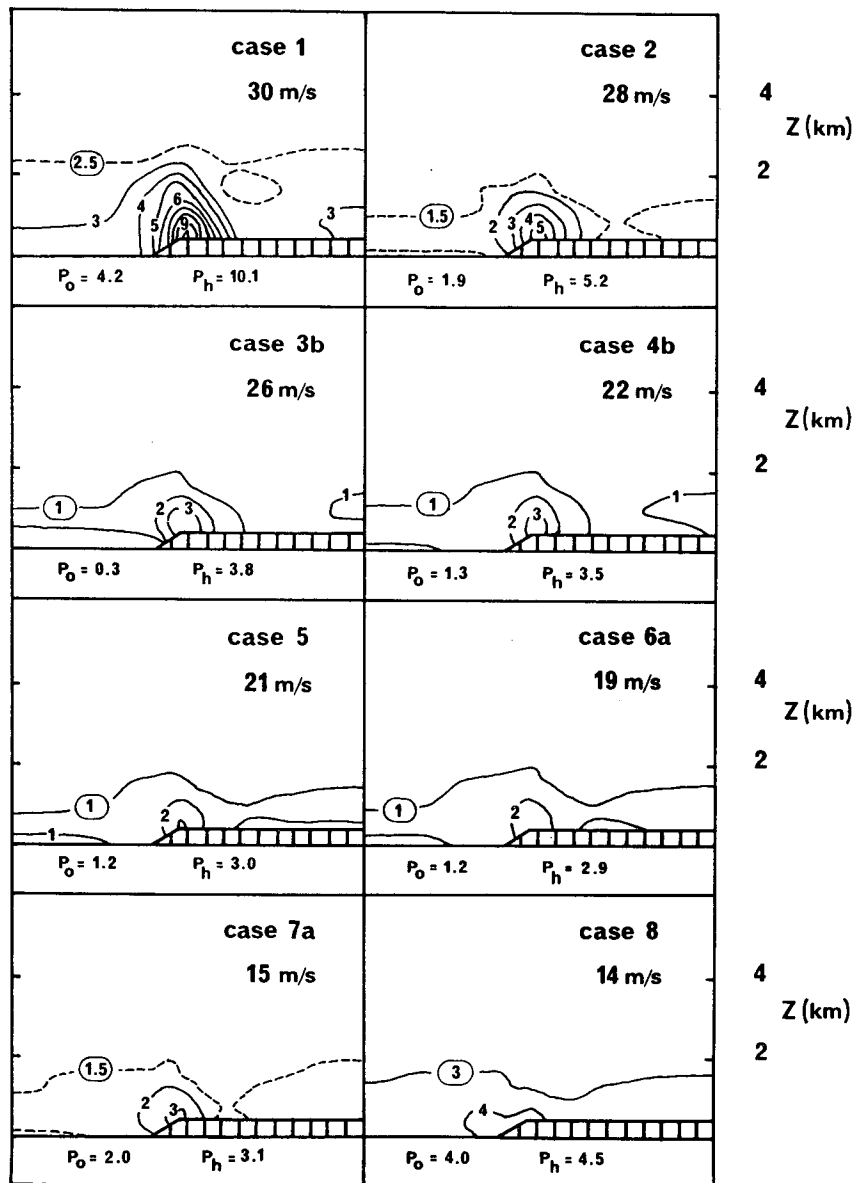 case 1
30 m/s
2.5
3
4
5
6
9
3
P₀ = 4.2 Pₕ = 10.1
case 2
28 m/s
1.5
2
3
4
5
P₀ = 1.9 Pₕ = 5.2
4
Z (km)
2
case 3b
26 m/s
1
2
3
1
P₀ = 0.3 Pₕ = 3.8
case 4b
22 m/s
1
2
3
1
P₀ = 1.3 Pₕ = 3.5
4
Z (km)
2
case 5
21 m/s
1
2
1
P₀ = 1.2 Pₕ = 3.0
case 6a
19 m/s
1
2
P₀ = 1.2 Pₕ = 2.9
4
Z (km)
2
case 7a
15 m/s
1.5
2
3
P₀ = 2.0 Pₕ = 3.1
case 8
14 m/s
3
4
P₀ = 4.0 Pₕ = 4.5
4
Z (km)
2